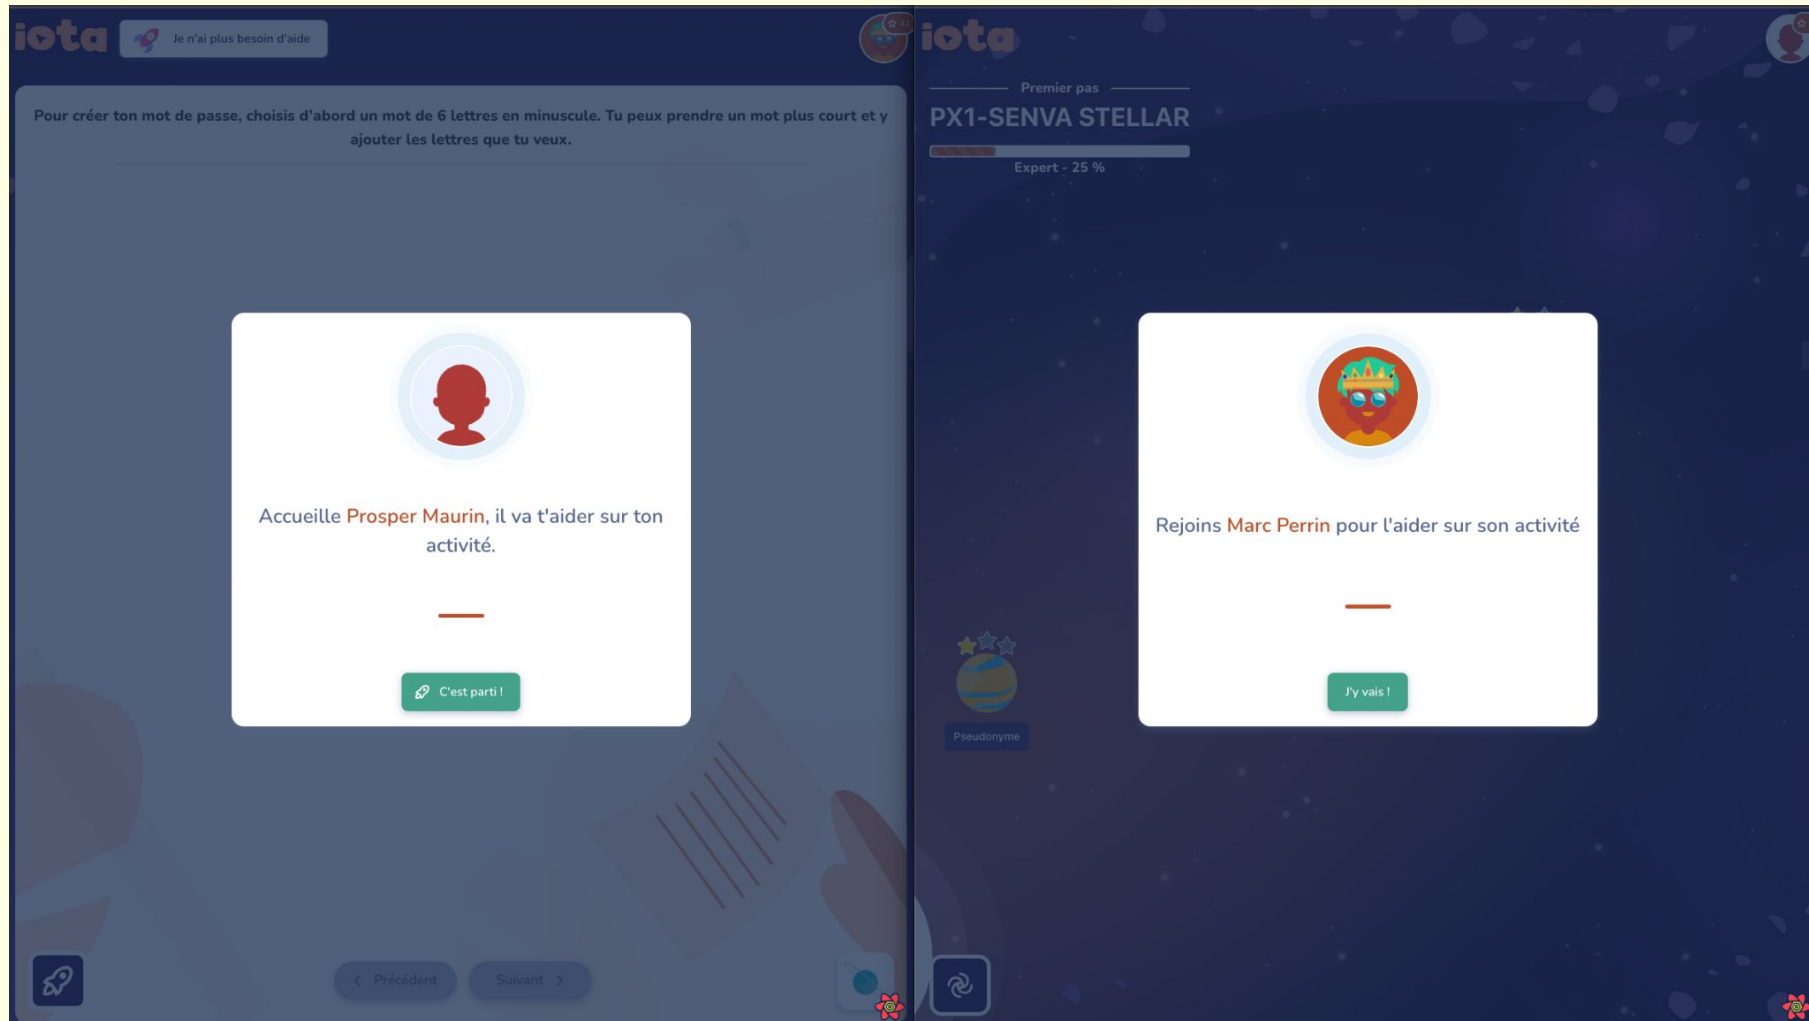 iota
Je n'ai plus besoin d'aide
41
Pour créer ton mot de passe, choisis d'abord un mot de 6 lettres en minuscule. Tu peux prendre un mot plus court et y
ajouter les lettres que tu veux.
Accueille Prosper Maurin, il va t'aider sur ton
activité.
C'est parti !
Précédent
Suivant
iota
Premier pas
PX1-SENVA STELLAR
Expert - 25 %
Rejoins Marc Perrin pour l'aider sur son activité
J'y vais !
Pseudonyme